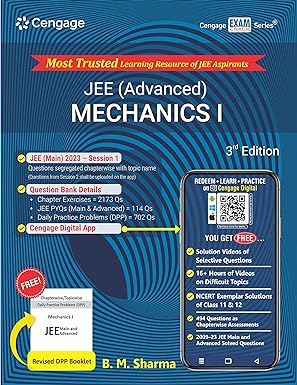 Cengage
Cengage EXAM CRACK Series®
Most Trusted Learning Resource of JEE Aspirants
JEE (Advanced)
MECHANICS I
3rd Edition
JEE (Main) 2023 – Session 1
Questions segregated chapterwise with topic name
(Questions from Session 2 shall be uploaded on the app)
Question Bank Details
• Chapter Exercises = 2173 Qs
• JEE PYQs (Main & Advanced) = 114 Qs
• Daily Practice Problems (DPP) = 702 Qs
Cengage Digital App
REDEEM • LEARN • PRACTICE
on Cengage Digital
YOU GET FREE...
Solution Videos of
Selective Questions
16+ Hours of Videos
on Difficult Topics
NCERT Exemplar Solutions
of Class 11 & 12
494 Questions as
Chapterwise Assessments
2009-23 JEE Main and
Advanced Solved Questions
FREE!
Chapterwise/Topicwise
Daily Practice Problems (DPP)
Mechanics I
JEE Main and
Advanced
Revised DPP Booklet
B. M. Sharma